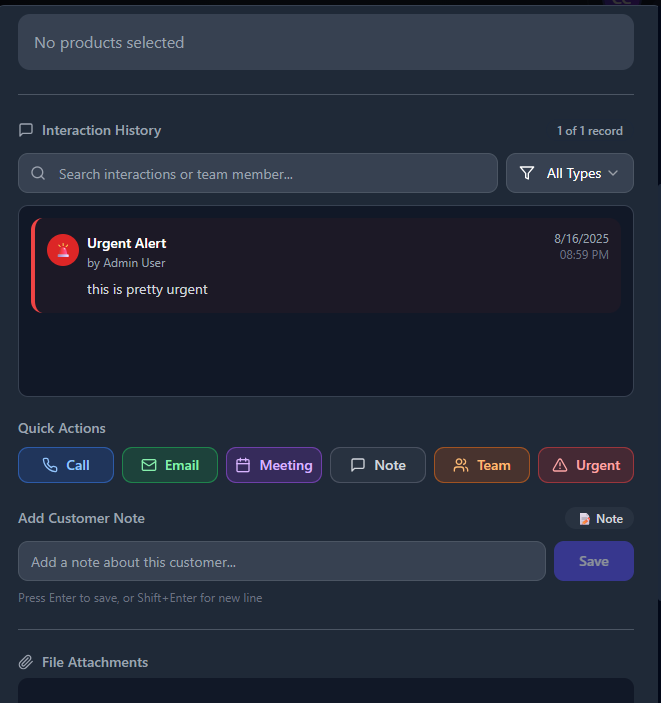 No products selected
Interaction History
1 of 1 record
Search interactions or team member...
All Types
Urgent Alert
8/16/2025
by Admin User
08:59 PM
this is pretty urgent
Quick Actions
Call
Email
Meeting
Note
Team
Urgent
Add Customer Note
Note
Add a note about this customer...
Save
Press Enter to save, or Shift+Enter for new line
File Attachments